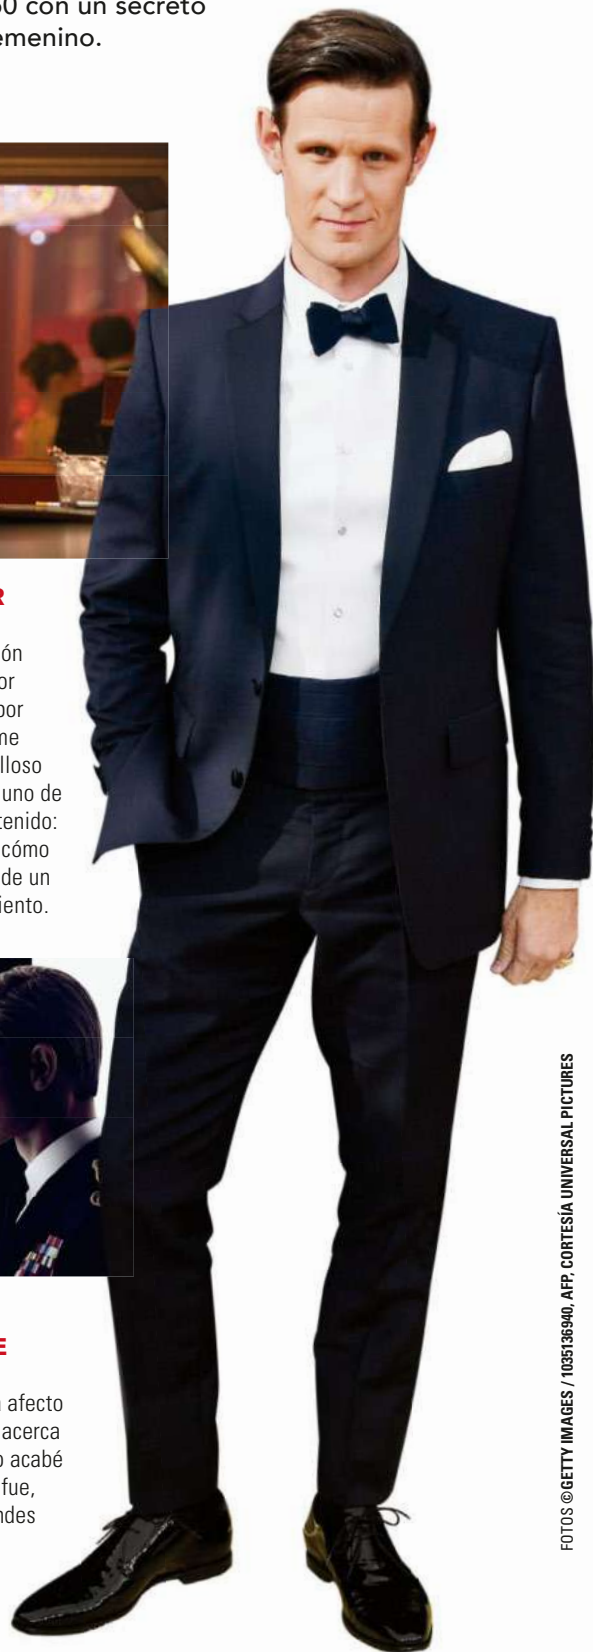 60 con un secreto
emenino.
R
ón
or
por
me
lloso
uno de
tenido:
cómo
de un
iento.
E
afecto
acerca
o acabé
fue,
ndes
FOTOS ©GETTY IMAGES / 1035136940, AFP, CORTESÍA UNIVERSAL PICTURES